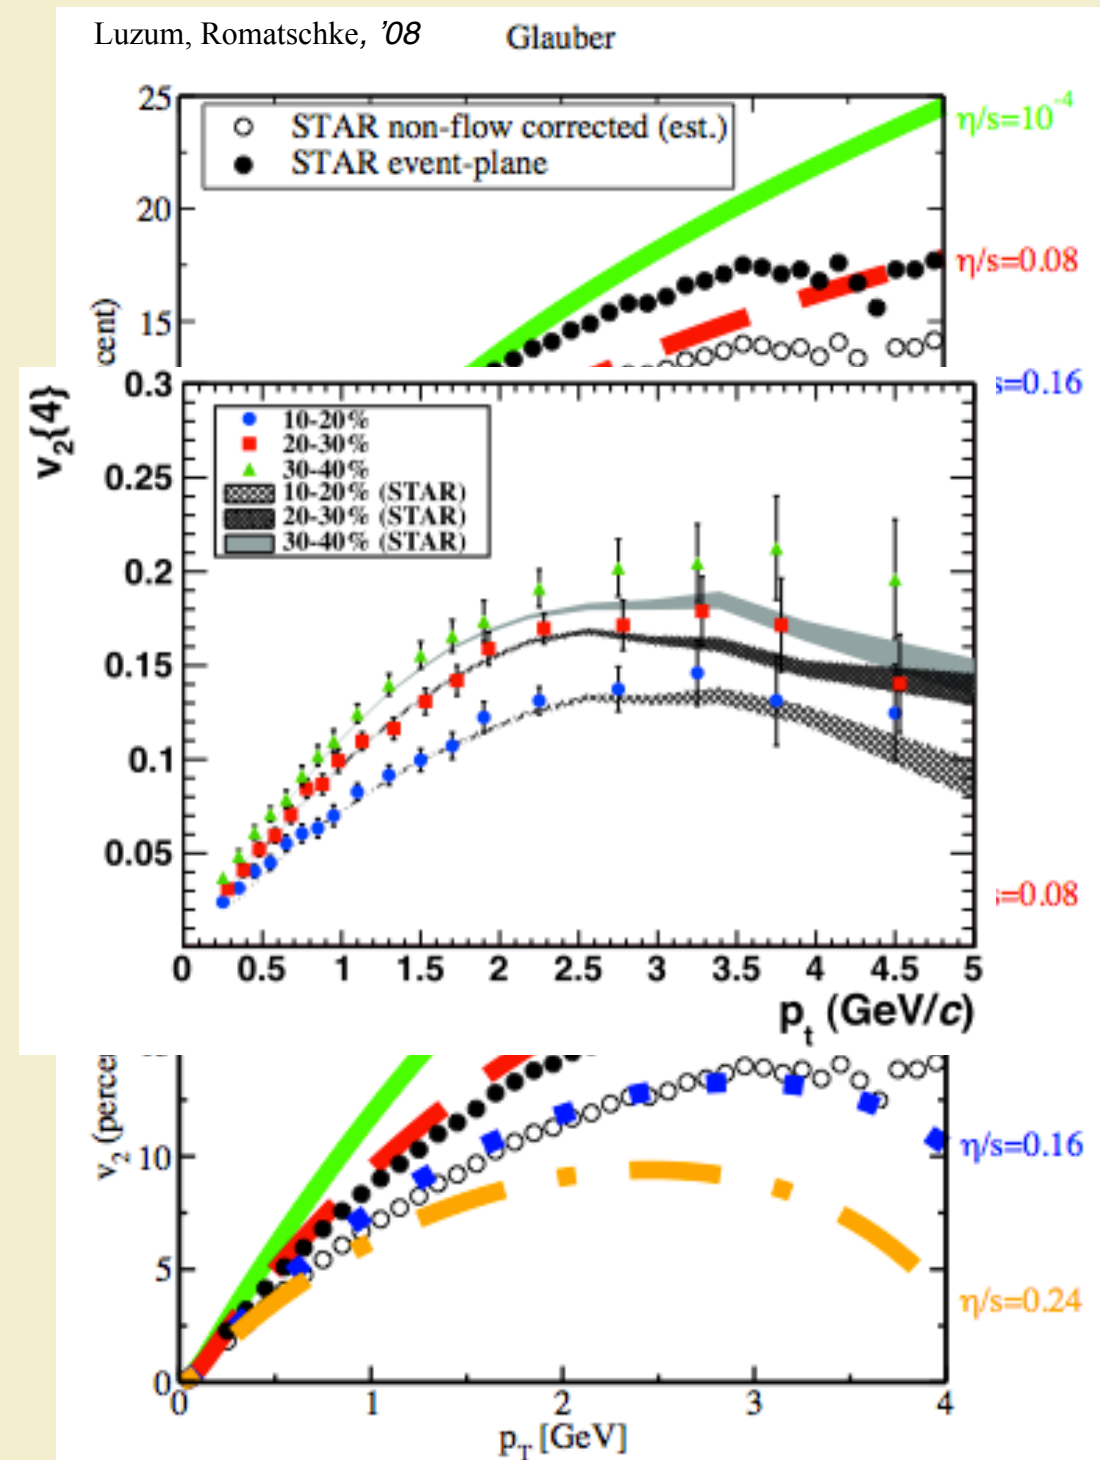 Luzum, Romatschke, '08 Glauber
25
STAR non-flow corrected (est.)
STAR event-plane
η/s=10⁻⁴
20
η/s=0.08
15
cent)
s=0.16
v₂{4}
0.3
10-20%
20-30%
30-40%
10-20% (STAR)
20-30% (STAR)
30-40% (STAR)
0.25
0.2
0.15
0.1
0.05
s=0.08
0 0.5 1 1.5 2 2.5 3 3.5 4 4.5 5
pₜ (GeV/c)
v₂ (perce
10
η/s=0.16
5
η/s=0.24
0
0 1 2 3 4
p_T [GeV]